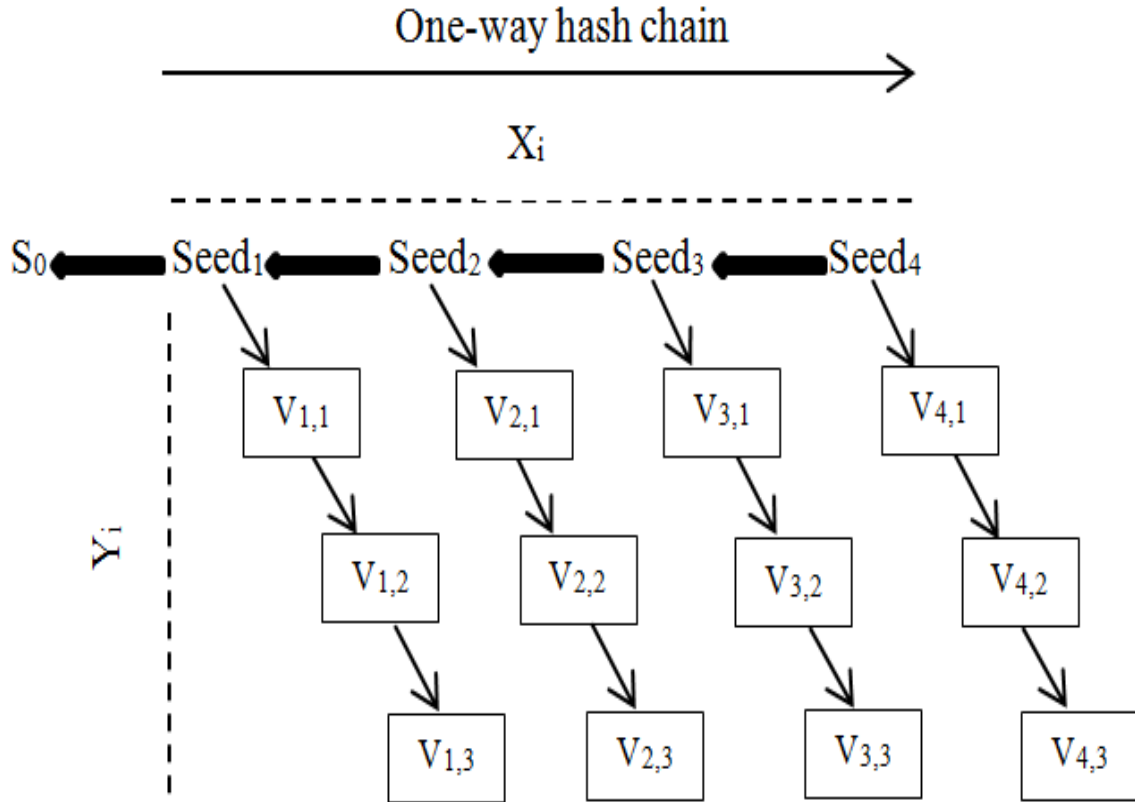 One-way hash chain
Xᵢ
S₀ Seed₁ Seed₂ Seed₃ Seed₄
V₁,₁ V₂,₁ V₃,₁ V₄,₁
Yᵢ
V₁,₂ V₂,₂ V₃,₂ V₄,₂
V₁,₃ V₂,₃ V₃,₃ V₄,₃